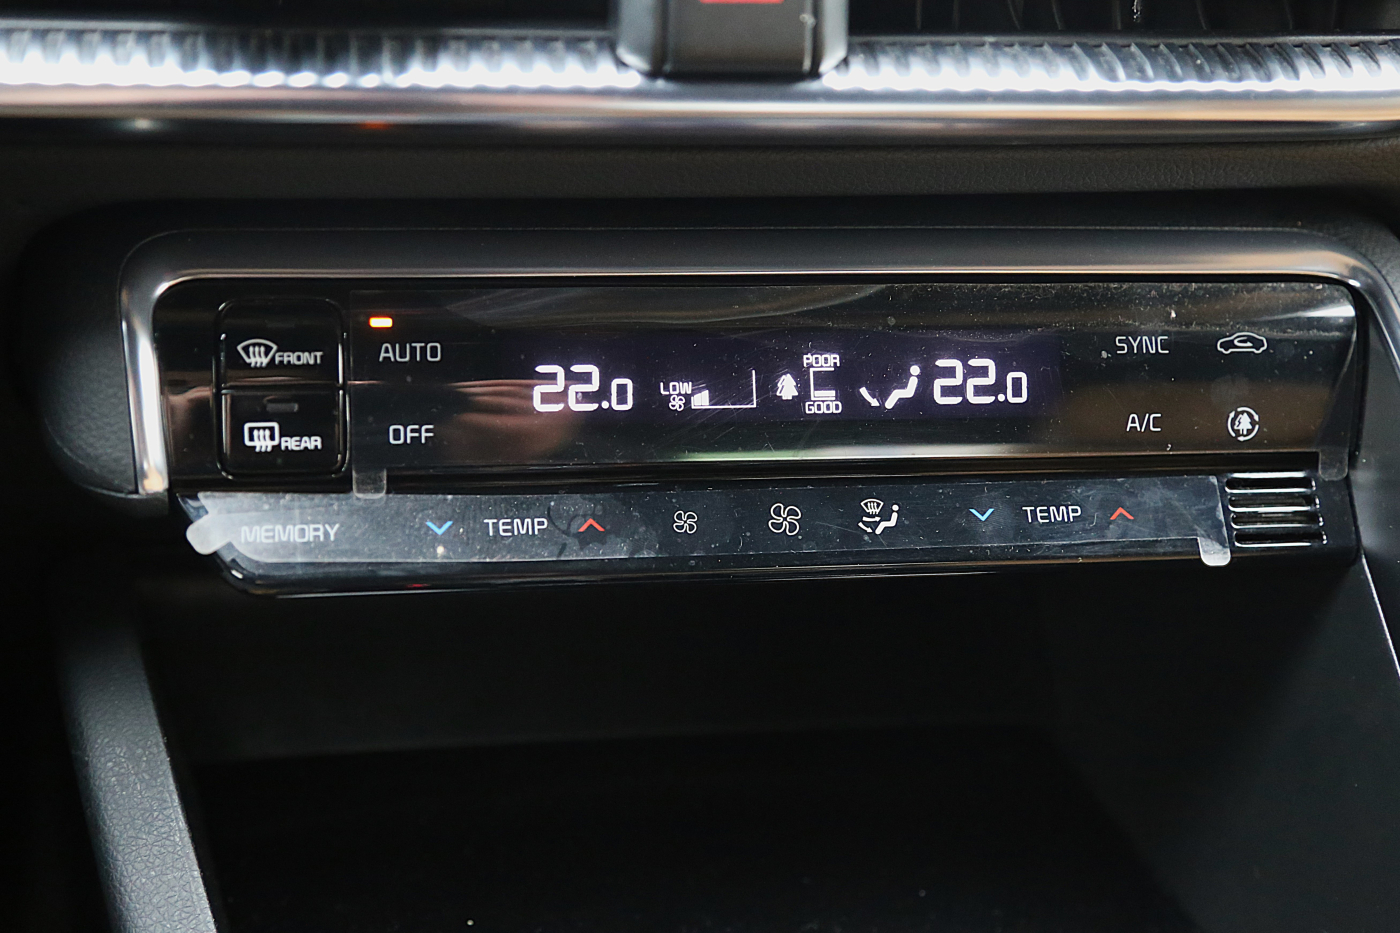 FRONT
AUTO
22.0
LOW
POOR
GOOD
22.0
SYNC
REAR
OFF
A/C
MEMORY
TEMP
TEMP